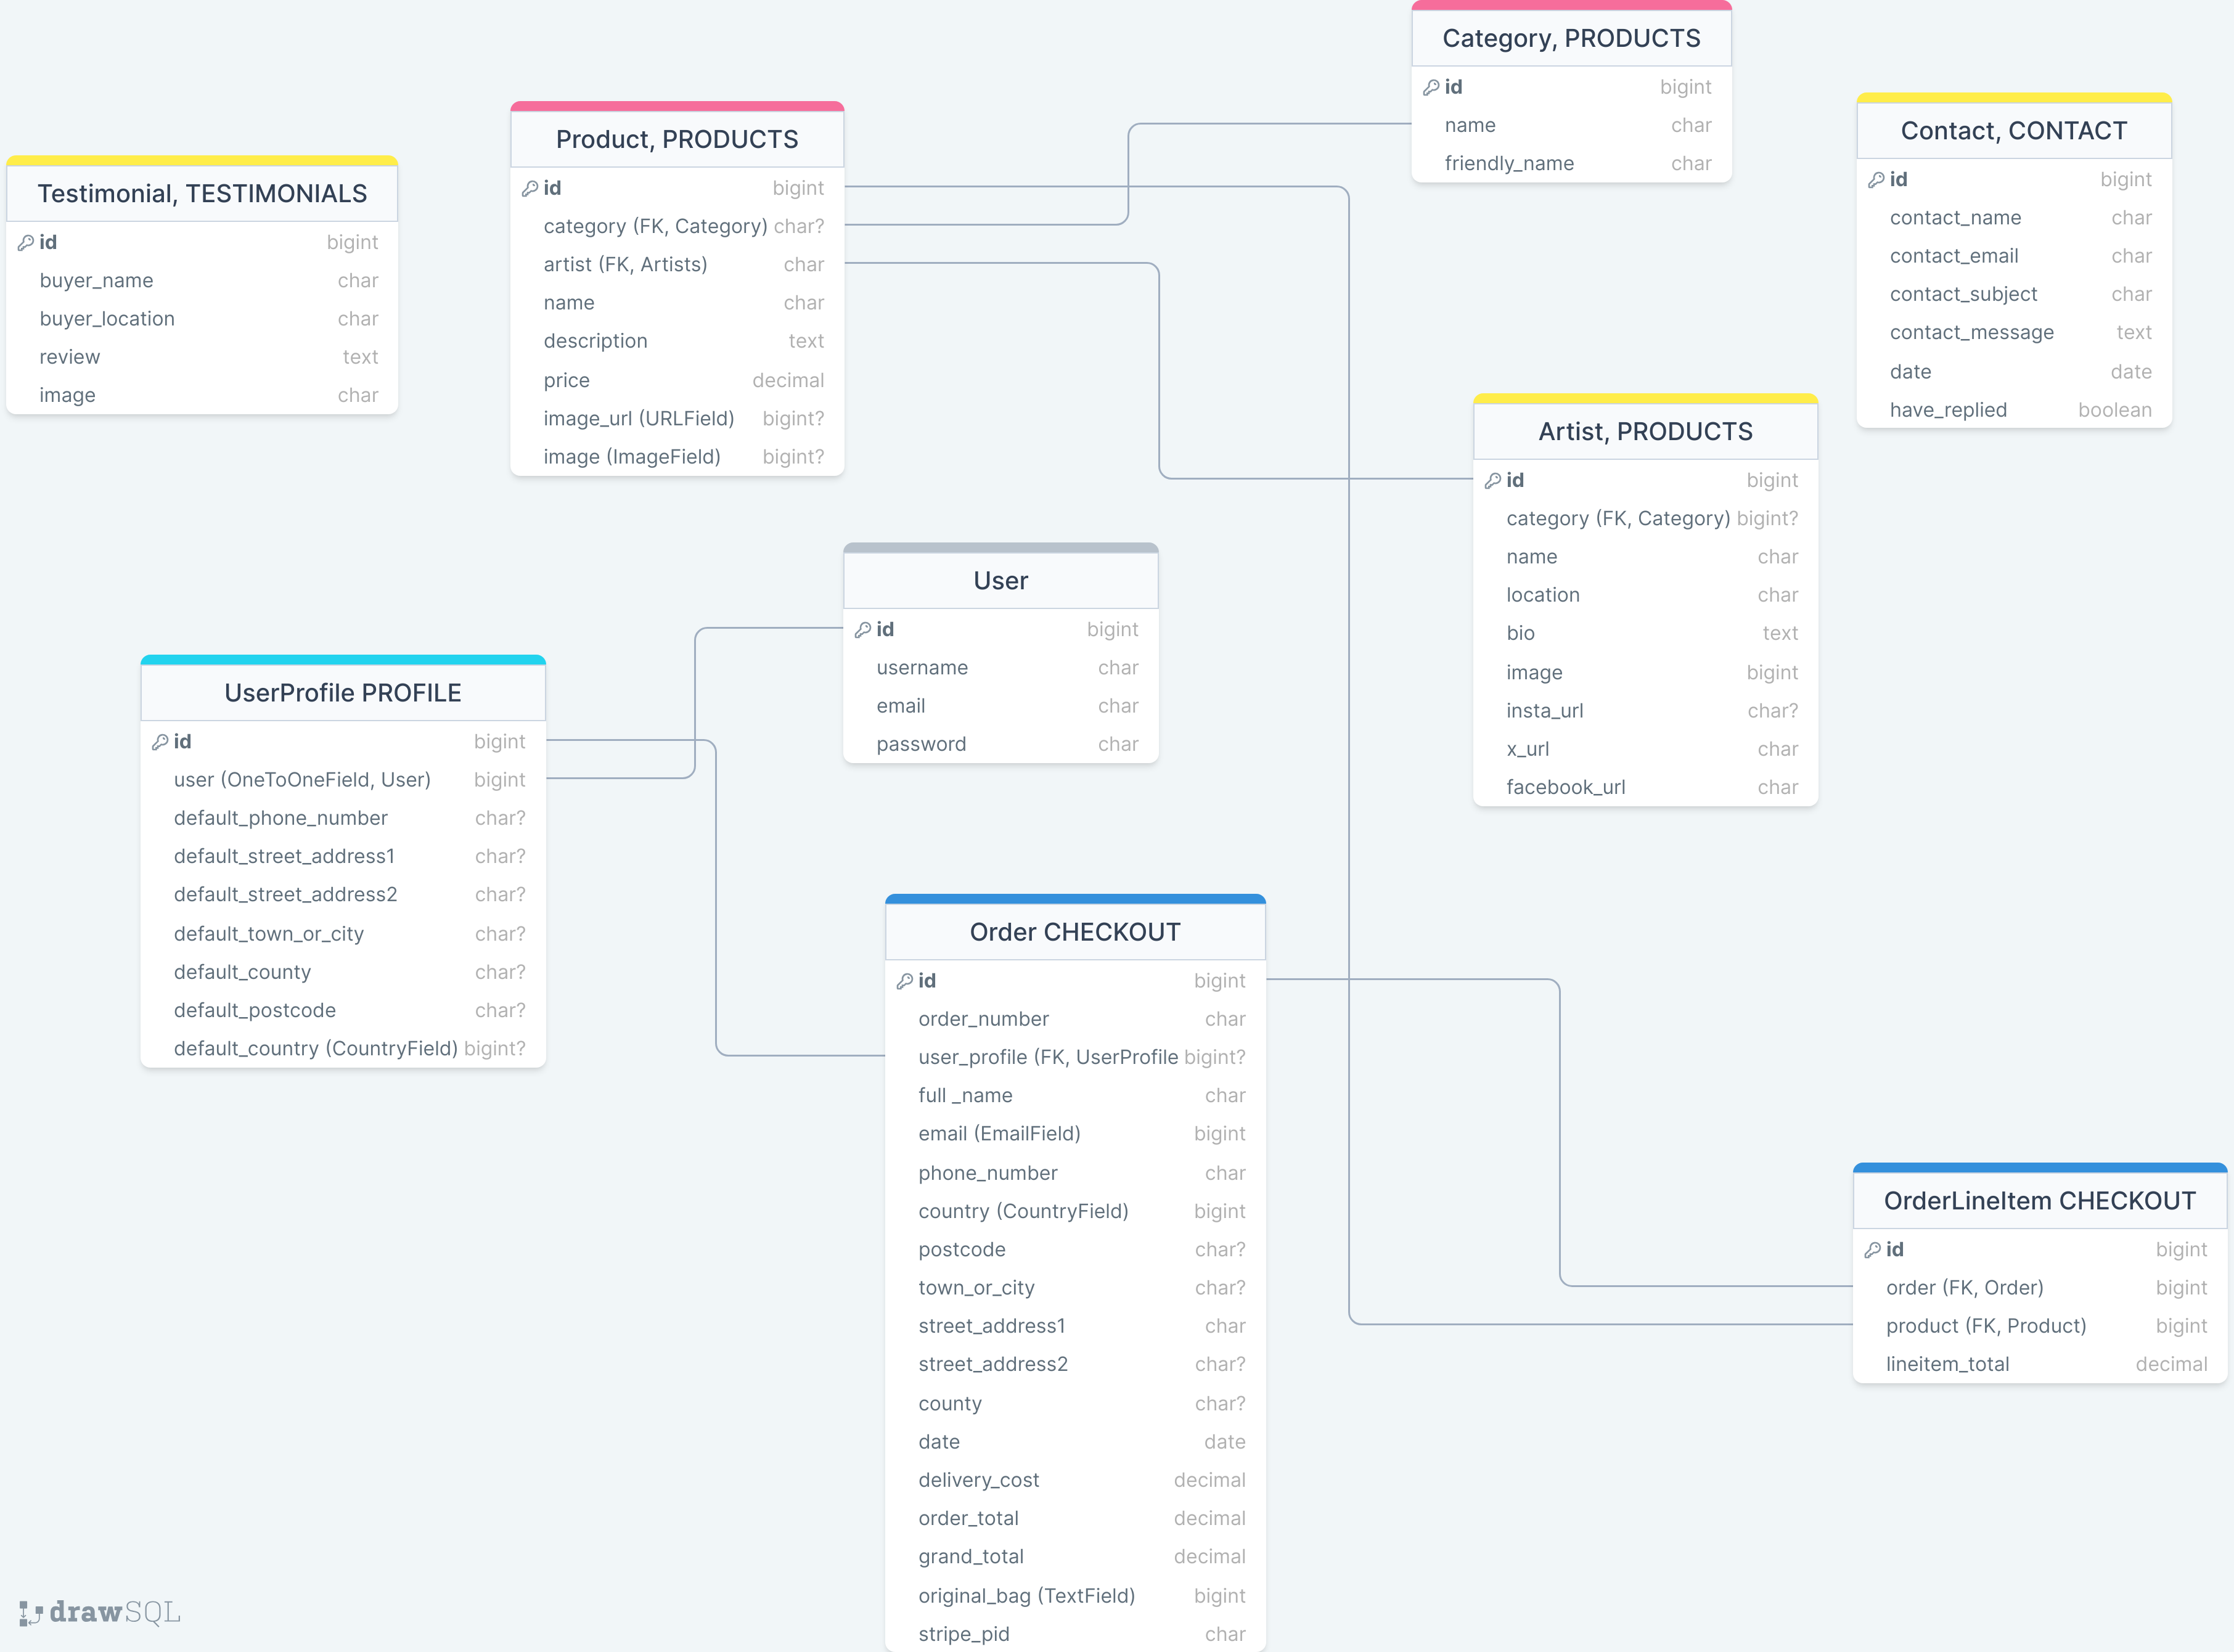 Category, PRODUCTS
id bigint
name char
friendly_name char
Contact, CONTACT
id bigint
contact_name char
contact_email char
contact_subject char
contact_message text
date date
have_replied boolean
Product, PRODUCTS
id bigint
category (FK, Category) char?
artist (FK, Artists) char
name char
description text
price decimal
image_url (URLField) bigint?
image (ImageField) bigint?
Testimonial, TESTIMONIALS
id bigint
buyer_name char
buyer_location char
review text
image char
Artist, PRODUCTS
id bigint
category (FK, Category) bigint?
name char
location char
bio text
image bigint
insta_url char?
x_url char
facebook_url char
User
id bigint
username char
email char
password char
UserProfile PROFILE
id bigint
user (OneToOneField, User) bigint
default_phone_number char?
default_street_address1 char?
default_street_address2 char?
default_town_or_city char?
default_county char?
default_postcode char?
default_country (CountryField) bigint?
Order CHECKOUT
id bigint
order_number char
user_profile (FK, UserProfile bigint?
full _name char
email (EmailField) bigint
phone_number char
country (CountryField) bigint
postcode char?
town_or_city char?
street_address1 char
street_address2 char?
county char?
date date
delivery_cost decimal
order_total decimal
grand_total decimal
original_bag (TextField) bigint
stripe_pid char
OrderLineItem CHECKOUT
id bigint
order (FK, Order) bigint
product (FK, Product) bigint
lineitem_total decimal
drawSQL